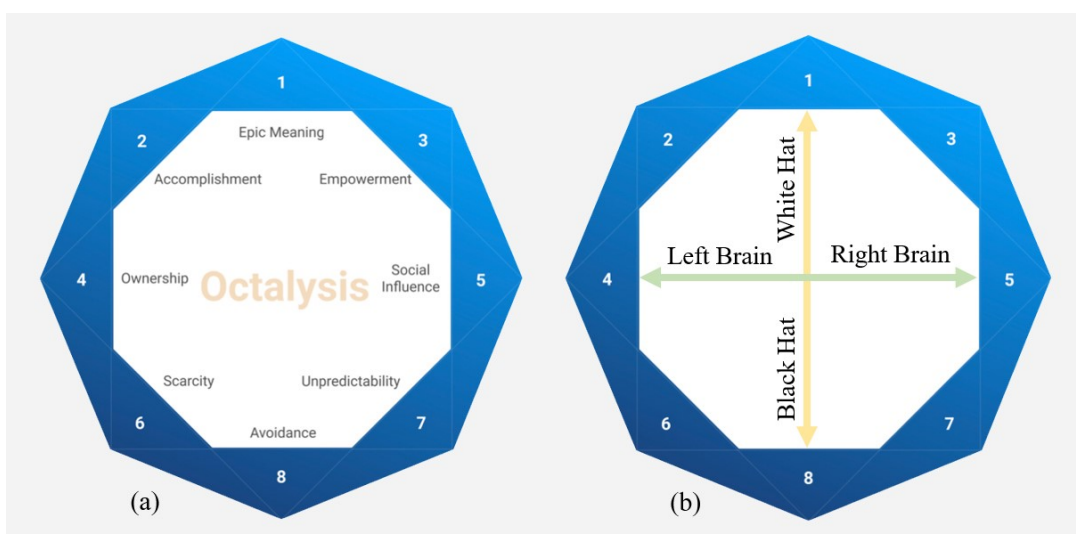 1
2
3
Epic Meaning
Accomplishment
Empowerment
4
Ownership
Octalysis
Social
Influence
5
Scarcity
Unpredictability
6
Avoidance
7
8
(a)
1
2
3
White Hat
Left Brain
Right Brain
4
5
Black Hat
6
7
8
(b)